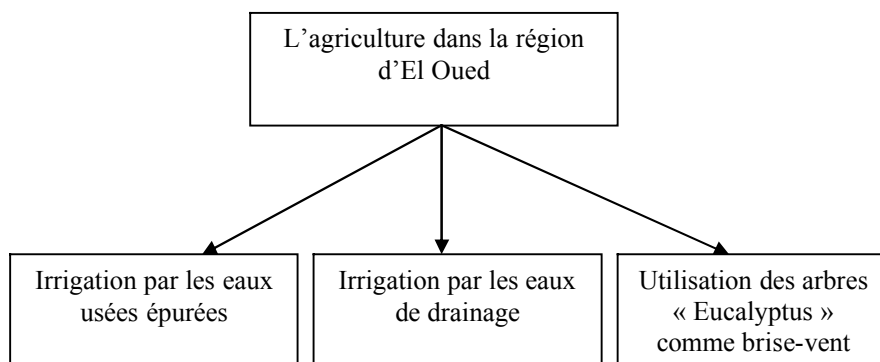 L'agriculture dans la région
d'El Oued
Irrigation par les eaux
usées épurées
Irrigation par les eaux
de drainage
Utilisation des arbres
« Eucalyptus »
comme brise-vent